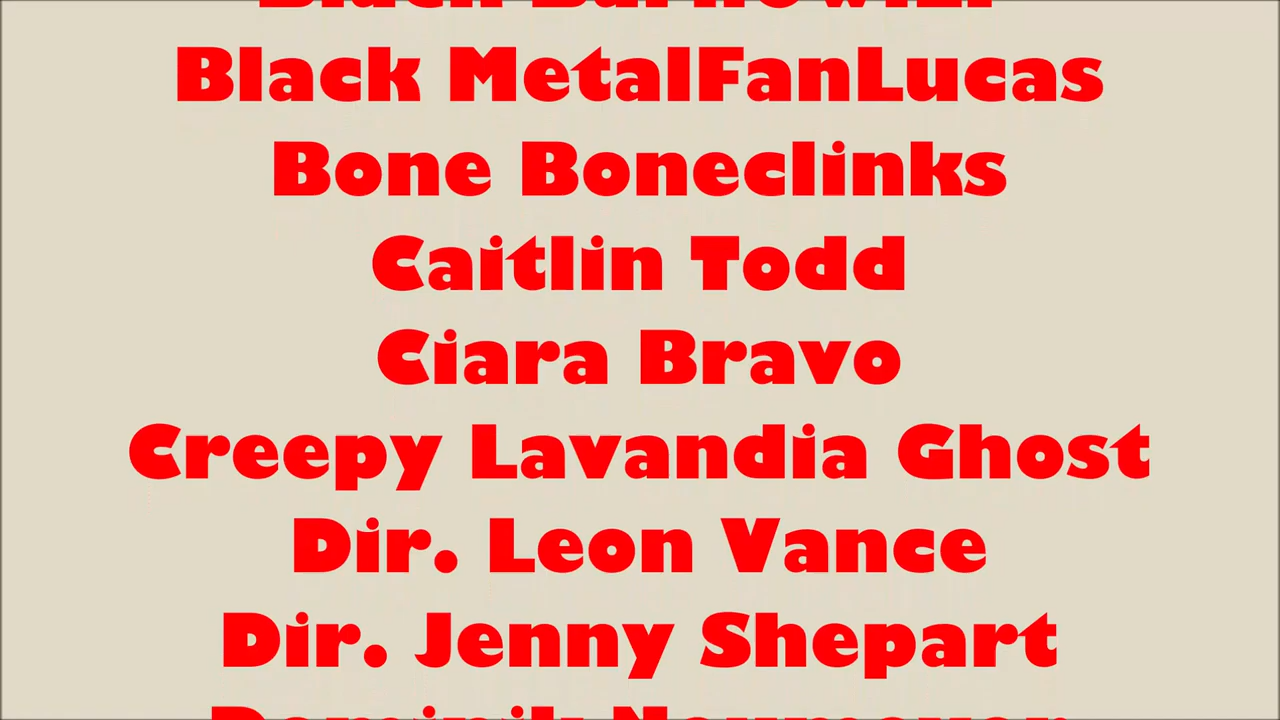 Black MetalFanLucas
Bone Boneclinks
Caitlin Todd
Ciara Bravo
Creepy Lavandia Ghost
Dir. Leon Vance
Dir. Jenny Shepart